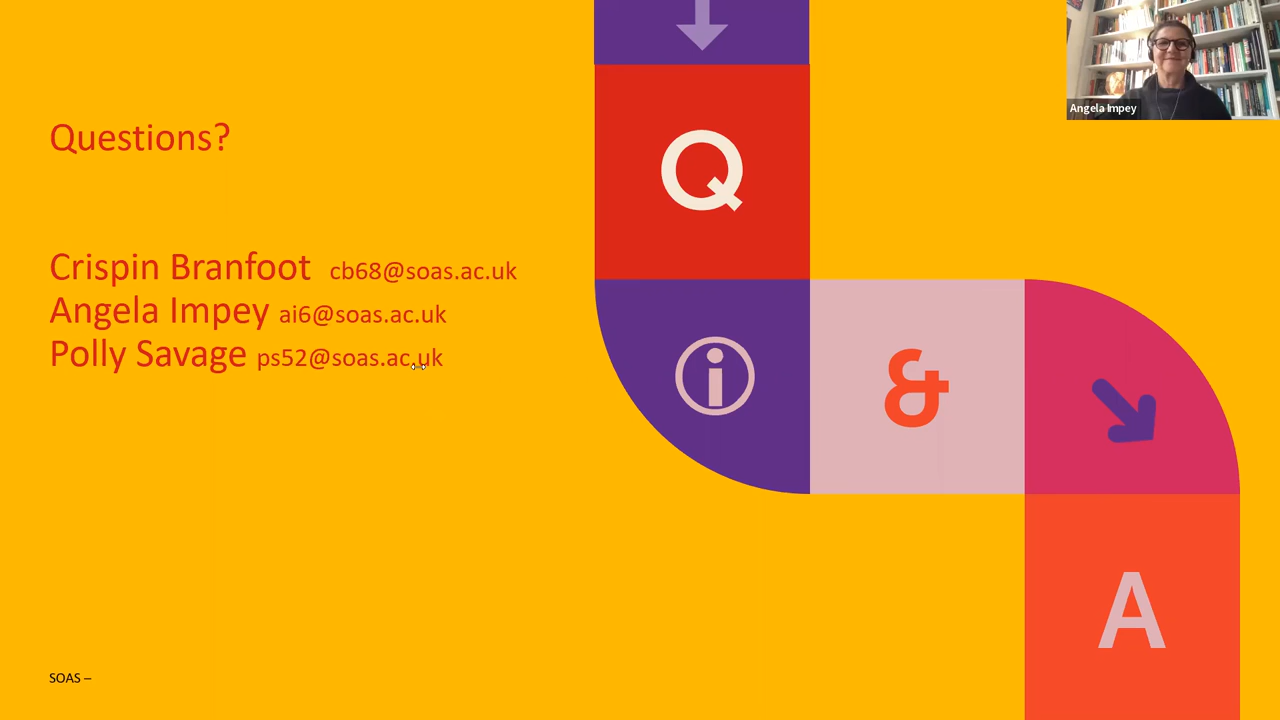 Angela Impey
Questions?
Q
Crispin Branfoot cb68@soas.ac.uk
Angela Impey ai6@soas.ac.uk
Polly Savage ps52@soas.ac.uk
i
&
A
SOAS –